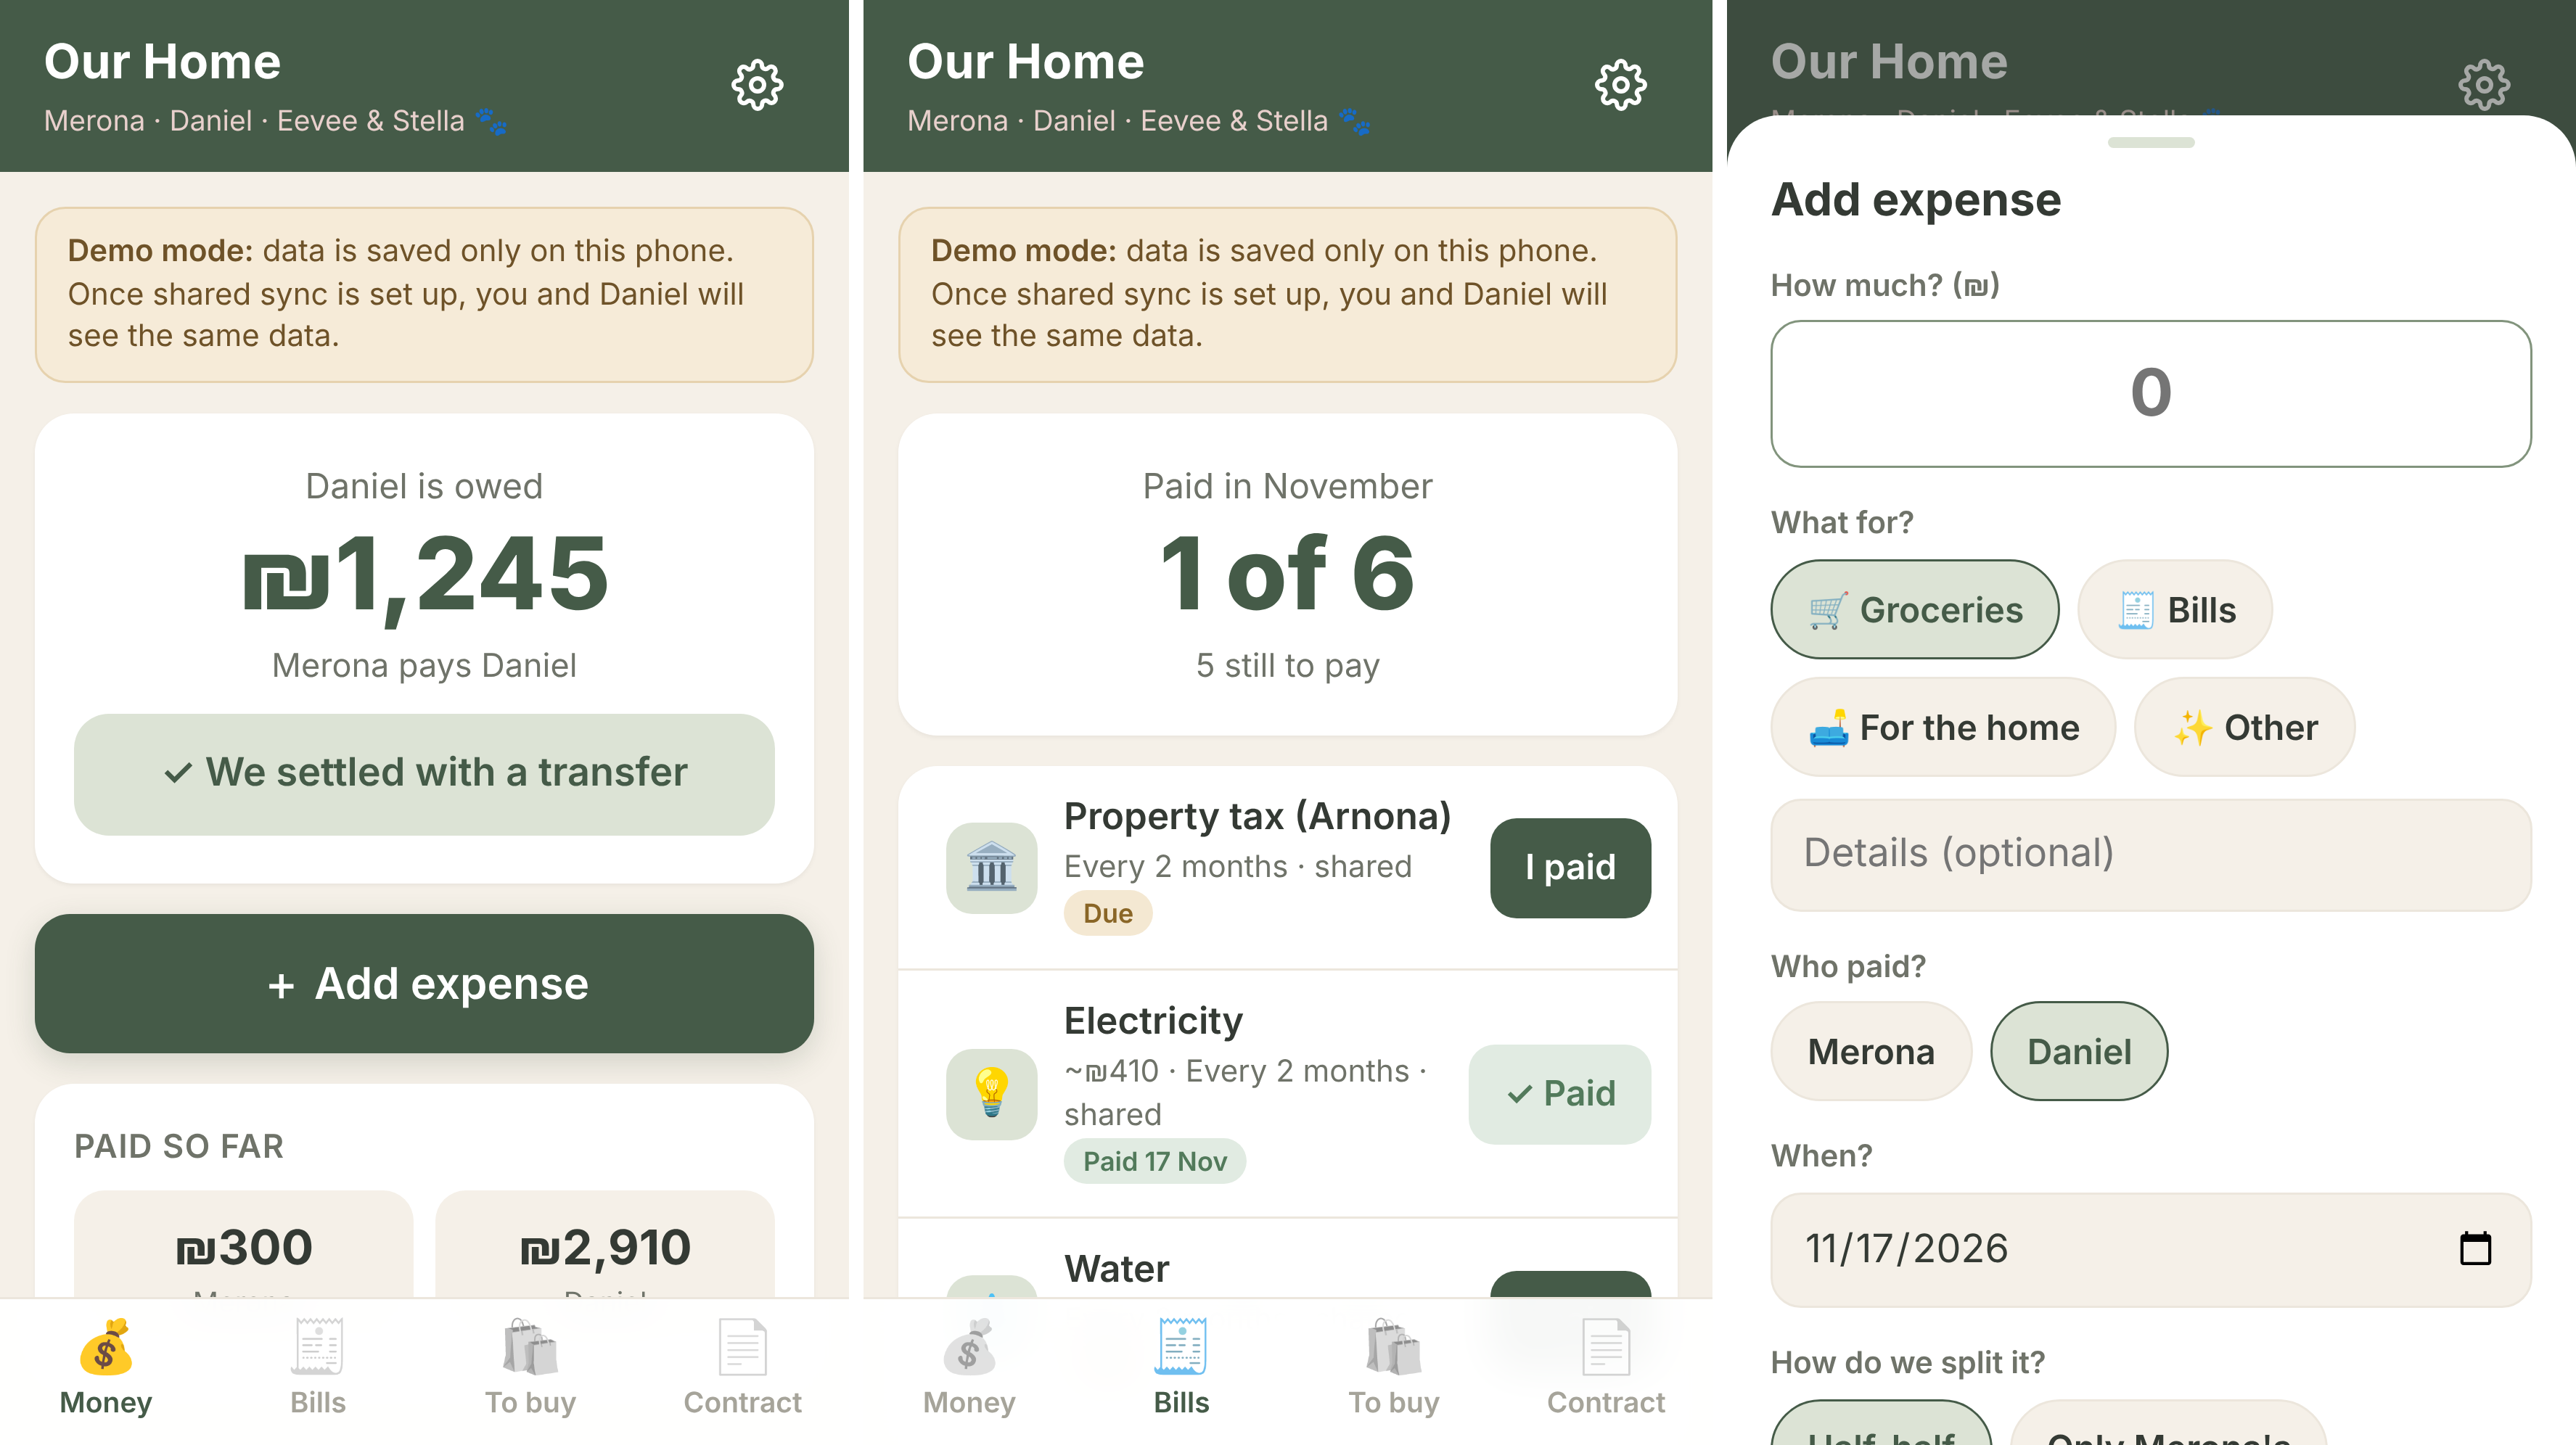 Our Home
Merona · Daniel · Eevee & Stella 🐾
Demo mode: data is saved only on this phone.
Once shared sync is set up, you and Daniel will
see the same data.
Daniel is owed
₪1,245
Merona pays Daniel
✓ We settled with a transfer
+ Add expense
PAID SO FAR
₪300
₪2,910
Money
Bills
To buy
Contract
Our Home
Merona · Daniel · Eevee & Stella 🐾
Demo mode: data is saved only on this phone.
Once shared sync is set up, you and Daniel will
see the same data.
Paid in November
1 of 6
5 still to pay
Property tax (Arnona)
Every 2 months · shared
Due
I paid
Electricity
~₪410 · Every 2 months ·
shared
Paid 17 Nov
✓ Paid
Water
Money
Bills
To buy
Contract
Our Home
Add expense
How much? (₪)
0
What for?
🛒 Groceries
🧾 Bills
🛋️ For the home
✨ Other
Details (optional)
Who paid?
Merona
Daniel
When?
11/17/2026
How do we split it?
Half-half
Only Merona's